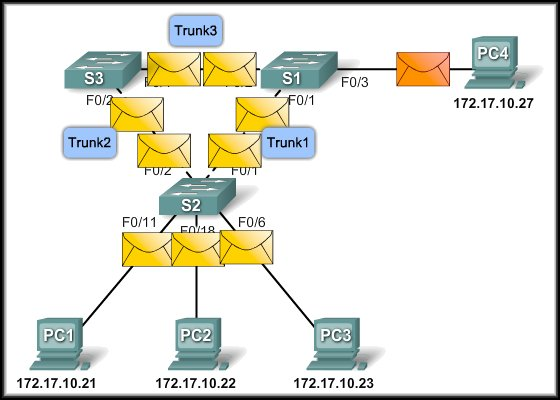 Trunk3
PC4
S3
S1
F0/3
F0/2
F0/1
172.17.10.27
Trunk2
Trunk1
F0/2
F0/1
S2
F0/11
F0/18
F0/6
PC1
PC2
PC3
172.17.10.21
172.17.10.22
172.17.10.23